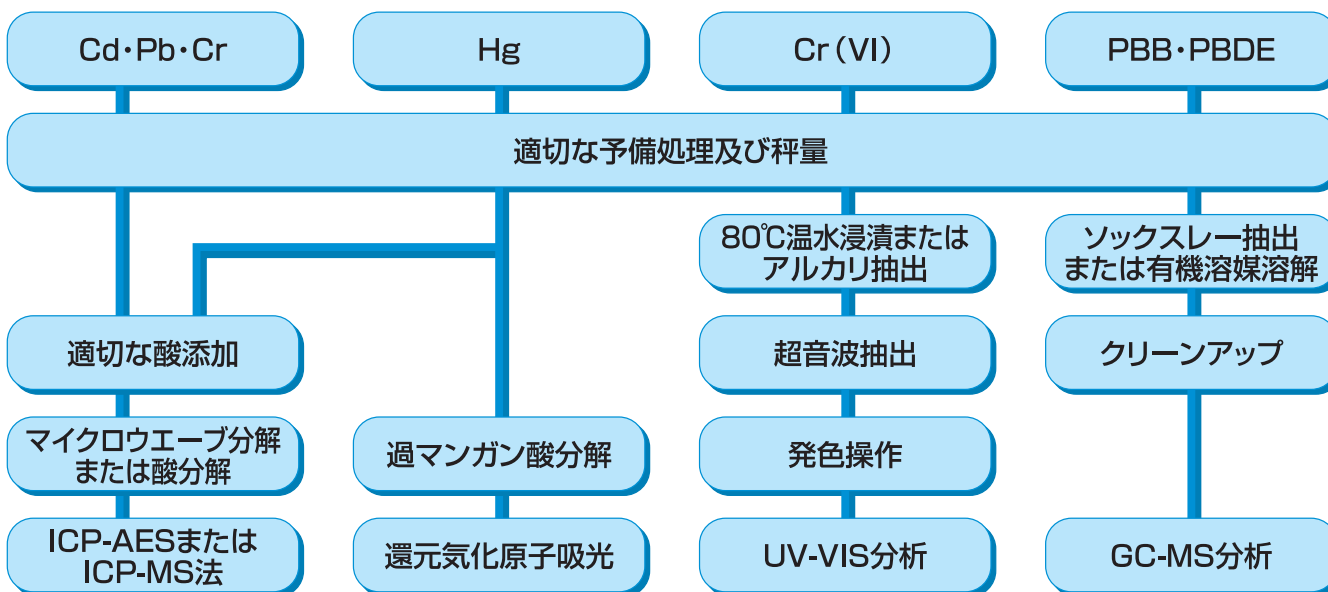 Cd・Pb・Cr
Hg
Cr(VI)
PBB・PBDE
適切な予備処理及び秤量
80℃温水浸漬または
アルカリ抽出
ソックスレー抽出
または有機溶媒溶解
適切な酸添加
超音波抽出
クリーンアップ
マイクロウエーブ分解
または酸分解
過マンガン酸分解
発色操作
ICP-AESまたは
ICP-MS法
還元気化原子吸光
UV-VIS分析
GC-MS分析